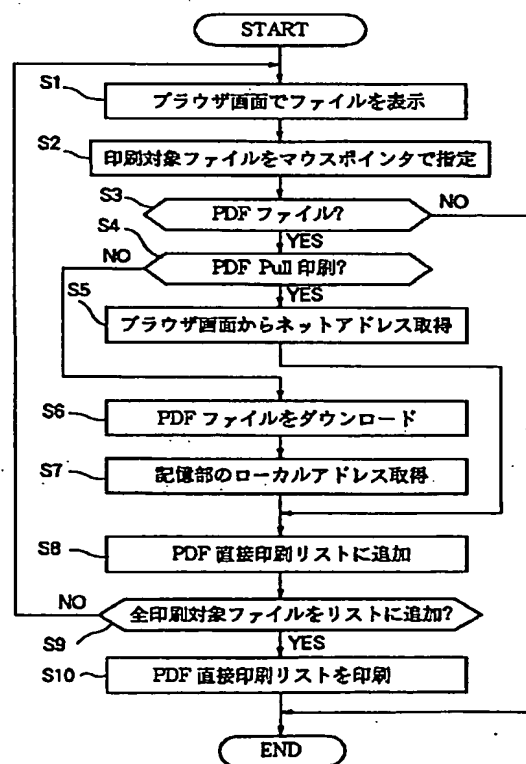 START
S1
ブラウザ画面でファイルを表示
S2
印刷対象ファイルをマウスポインタで指定
S3
PDF ファイル?
NO
S4
YES
NO
PDF Pull 印刷?
YES
S5
ブラウザ画面からネットアドレス取得
S6
PDF ファイルをダウンロード
S7
記憶部のローカルアドレス取得
S8
PDF 直接印刷リストに追加
NO
全印刷対象ファイルをリストに追加?
S9
YES
S10
PDF 直接印刷リストを印刷
END